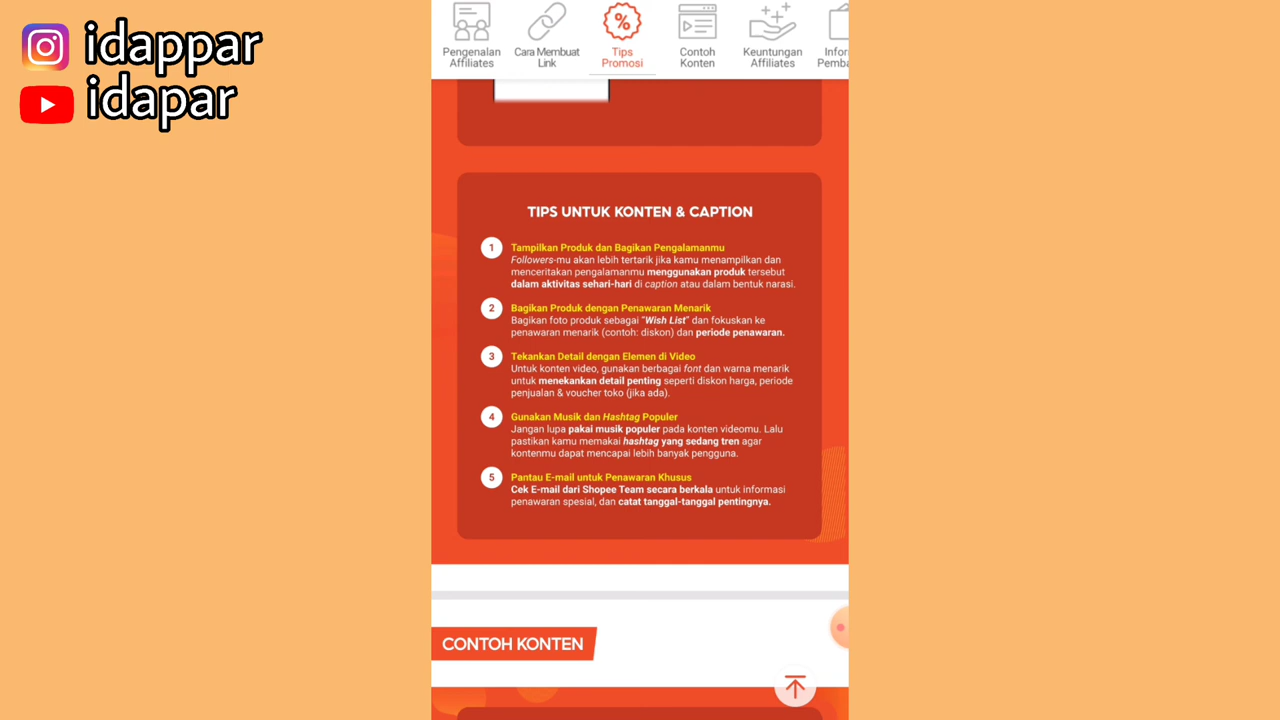 idappar
idapar
Pengenalan Affiliates
Cara Membuat Link
Tips Promosi
Contoh Konten
Keuntungan Affiliates
TIPS UNTUK KONTEN & CAPTION
1 Tampilkan Produk dan Bagikan Pengalamanmu
Followers-mu akan lebih tertarik jika kamu menampilkan dan
menceritakan pengalamanmu menggunakan produk tersebut
dalam aktivitas sehari-hari di caption atau dalam bentuk narasi.
2 Bagikan Produk dengan Penawaran Menarik
Bagikan foto produk sebagai "Wish List" dan fokuskan ke
penawaran menarik (contoh: diskon) dan periode penawaran.
3 Tekankan Detail dengan Elemen di Video
Untuk konten video, gunakan berbagai font dan warna menarik
untuk menekankan detail penting seperti diskon harga, periode
penjualan & voucher toko (jika ada).
4 Gunakan Musik dan Hashtag Populer
Jangan lupa pakai musik populer pada konten videomu. Lalu
pastikan kamu memakai hashtag yang sedang tren agar
kontenmu dapat mencapai lebih banyak pengguna.
5 Pantau E-mail untuk Penawaran Khusus
Cek E-mail dari Shopee Team secara berkala untuk informasi
penawaran spesial, dan catat tanggal-tanggal pentingnya.
CONTOH KONTEN